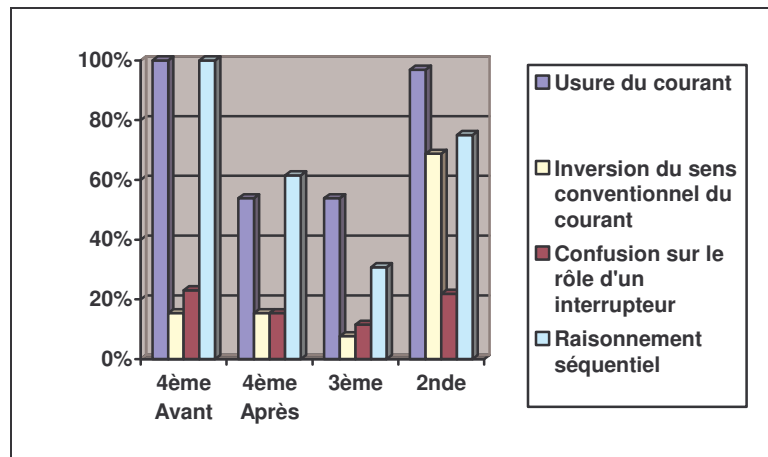 100%
80%
60%
40%
20%
0%
4ème
Avant
4ème
Après
3ème
2nde
Usure du courant
Inversion du sens
conventionnel du
courant
Confusion sur le
rôle d'un
interrupteur
Raisonnement
séquentiel